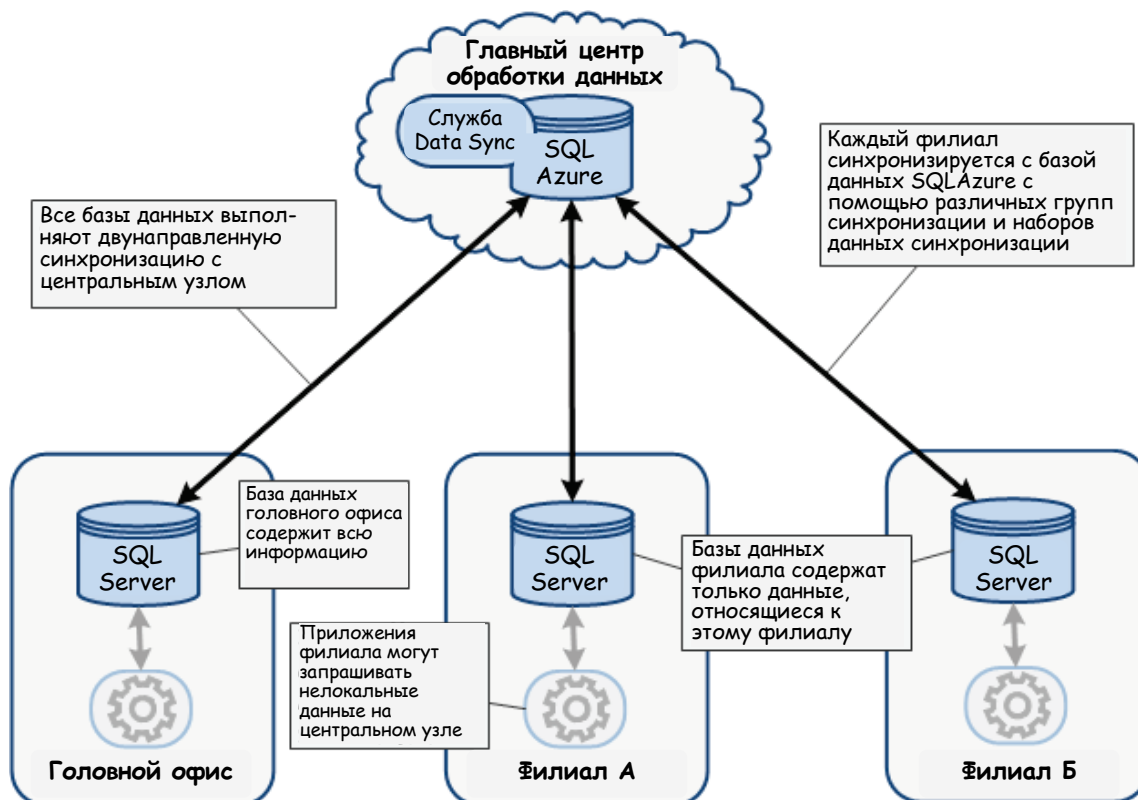 Главный центр
обработки данных
Служба
Data Sync
SQL
Azure
Все базы данных выпол-
няют двунаправленную
синхронизацию с
центральным узлом
Каждый филиал
синхронизируется с базой
данных SQLAzure с
помощью различных групп
синхронизации и наборов
данных синхронизации
SQL
Server
База данных
головного офиса
содержит всю
информацию
Головной офис
SQL
Server
Приложения
филиала могут
запрашивать
нелокальные
данные на
центральном узле
Филиал А
Базы данных
филиала содержат
только данные,
относящиеся к
этому филиалу
SQL
Server
Филиал Б